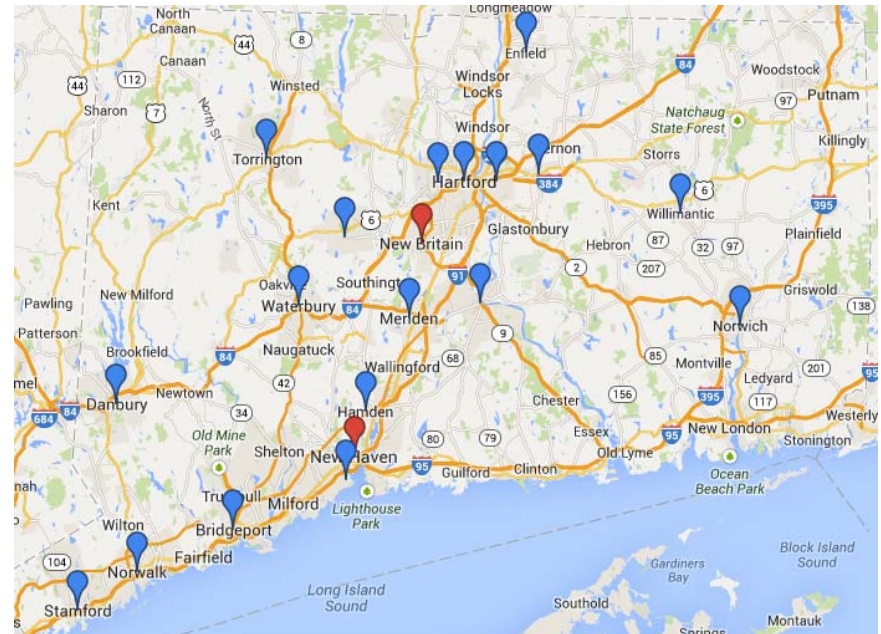 North
Canaan
Canaan
44
8
Longmeadow
Enfield
84
44
112
Winsted
Windsor
Locks
Woodstock
Putnam
97
Sharon
7
North St
Windsor
Natchaug
State Forest
Killingly
Torrington
Hartford
ernon
384
Storrs
6
395
Kent
6
New Britain
Glastonbury
Willimantic
Hebron
87
32
97
Plainfield
207
2
91
Southington
Oakville
Waterbury
84
Meriden
9
Griswold
138
Norwich
Pawling
New Milford
Patterson
Brookfield
84
Naugatuck
Wallingford
68
85
Montville
Ledyard
201
95
mel
684
84
Danbury
Newtown
42
Hamden
Chester
156
395
117
Westerly
34
Old Mine
Park
Shelton
New Haven
80
79
Essex
95
New London
Stonington
Old Lyme
95
Guilford
Clinton
Ocean
Beach Park
nah
Trumbull
Milford
Lighthouse
Park
Wilton
Bridgeport
104
Norwalk
Fairfield
Stamford
Long Island
Sound
Gardiners
Bay
Block Island
Sound
Southold
Montauk
Springs